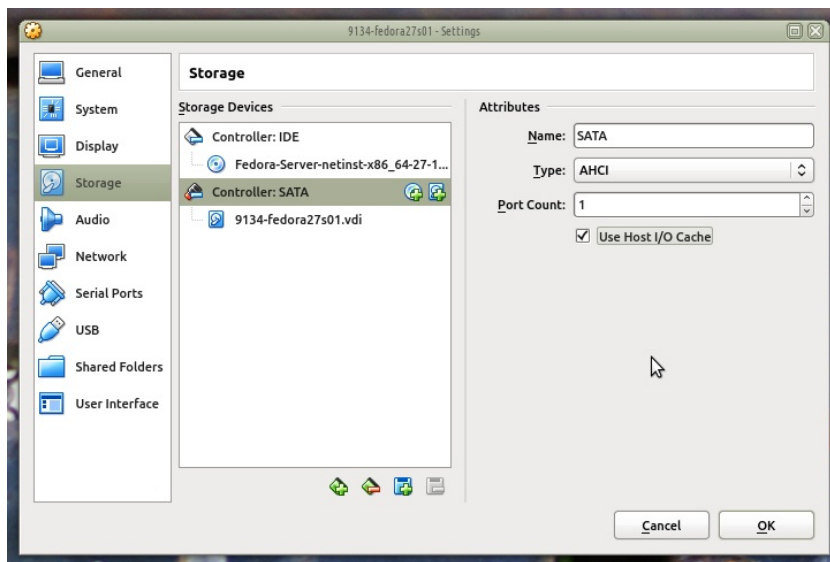 9134-fedora27s01 - Settings
General
System
Display
Storage
Audio
Network
Serial Ports
USB
Shared Folders
User Interface
Storage
Storage Devices
Controller: IDE
Fedora-Server-netinst-x86_64-27-1...
Controller: SATA
9134-fedora27s01.vdi
Attributes
Name: SATA
Type: AHCI
Port Count: 1
Use Host I/O Cache
Cancel
OK